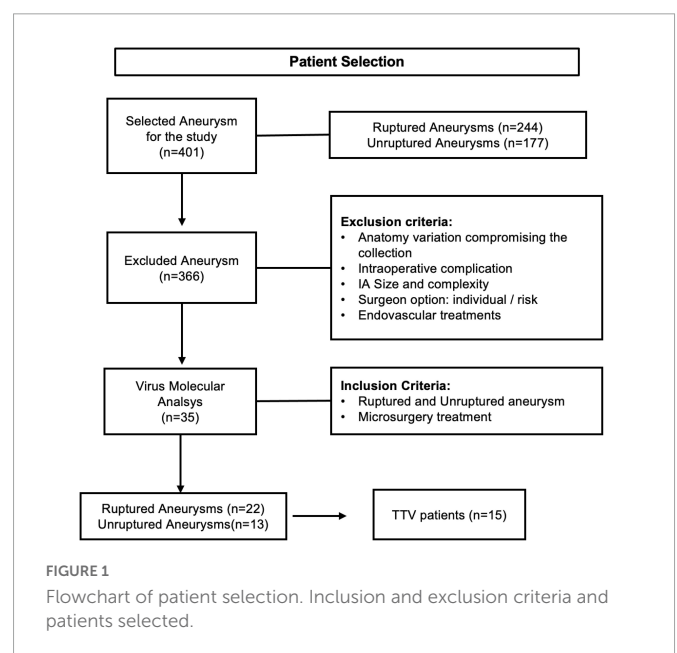 Patient Selection
Selected Aneurysm
for the study
(n=401)
Ruptured Aneurysms (n=244)
Unruptured Aneurysms (n=177)
Excluded Aneurysm
(n=366)
Exclusion criteria:
• Anatomy variation compromising the
collection
• Intraoperative complication
• IA Size and complexity
• Surgeon option: individual / risk
• Endovascular treatments
Virus Molecular
Analsys
(n=35)
Inclusion Criteria:
• Ruptured and Unruptured aneurysm
• Microsurgery treatment
Ruptured Aneurysms (n=22)
Unruptured Aneurysms(n=13)
TTV patients (n=15)
FIGURE 1
Flowchart of patient selection. Inclusion and exclusion criteria and
patients selected.